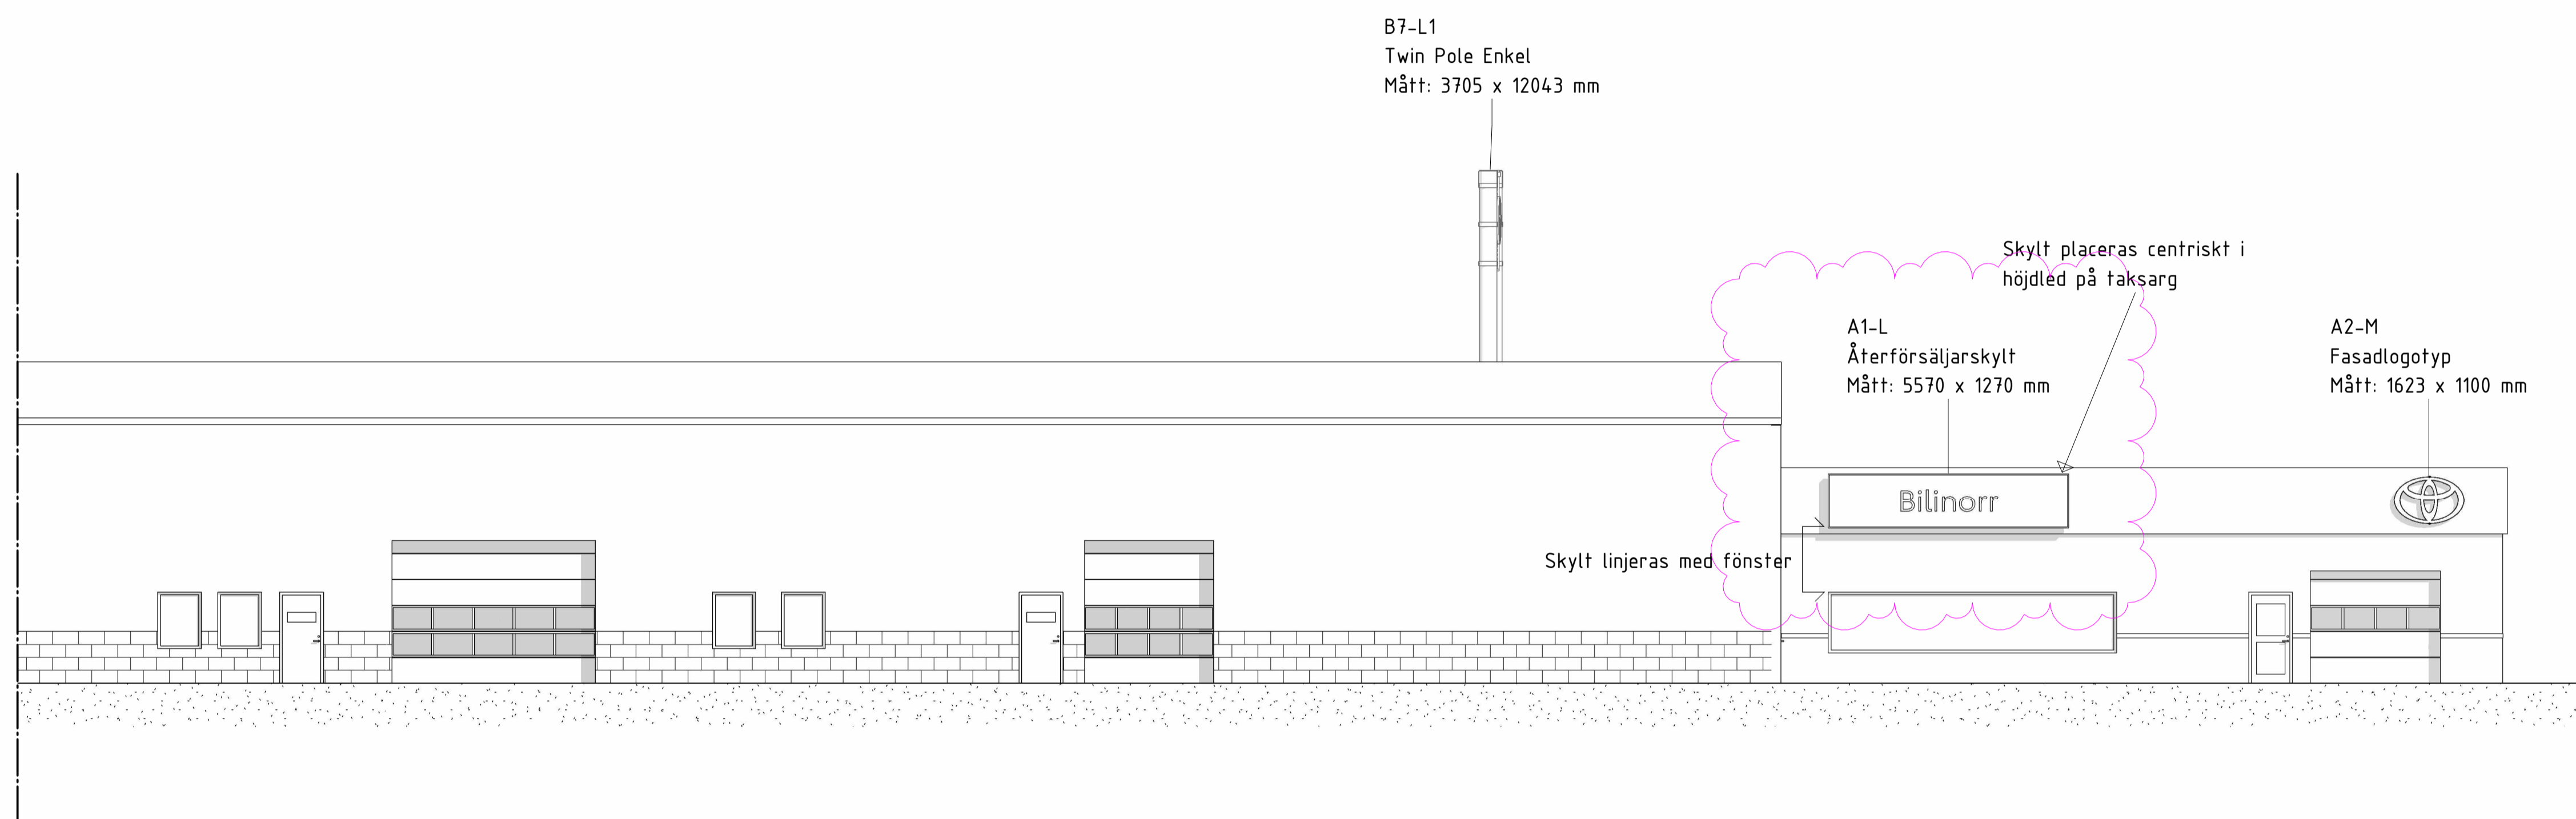 B7-L1
Twin Pole Enkel
Mått: 3705 x 12043 mm
Skylt placeras centriskt i
höjdled på taksarg
A1-L
Återförsäljarskylt
Mått: 5570 x 1270 mm
A2-M
Fasadlogotyp
Mått: 1623 x 1100 mm
Bilinorr
Skylt linjeras med fönster